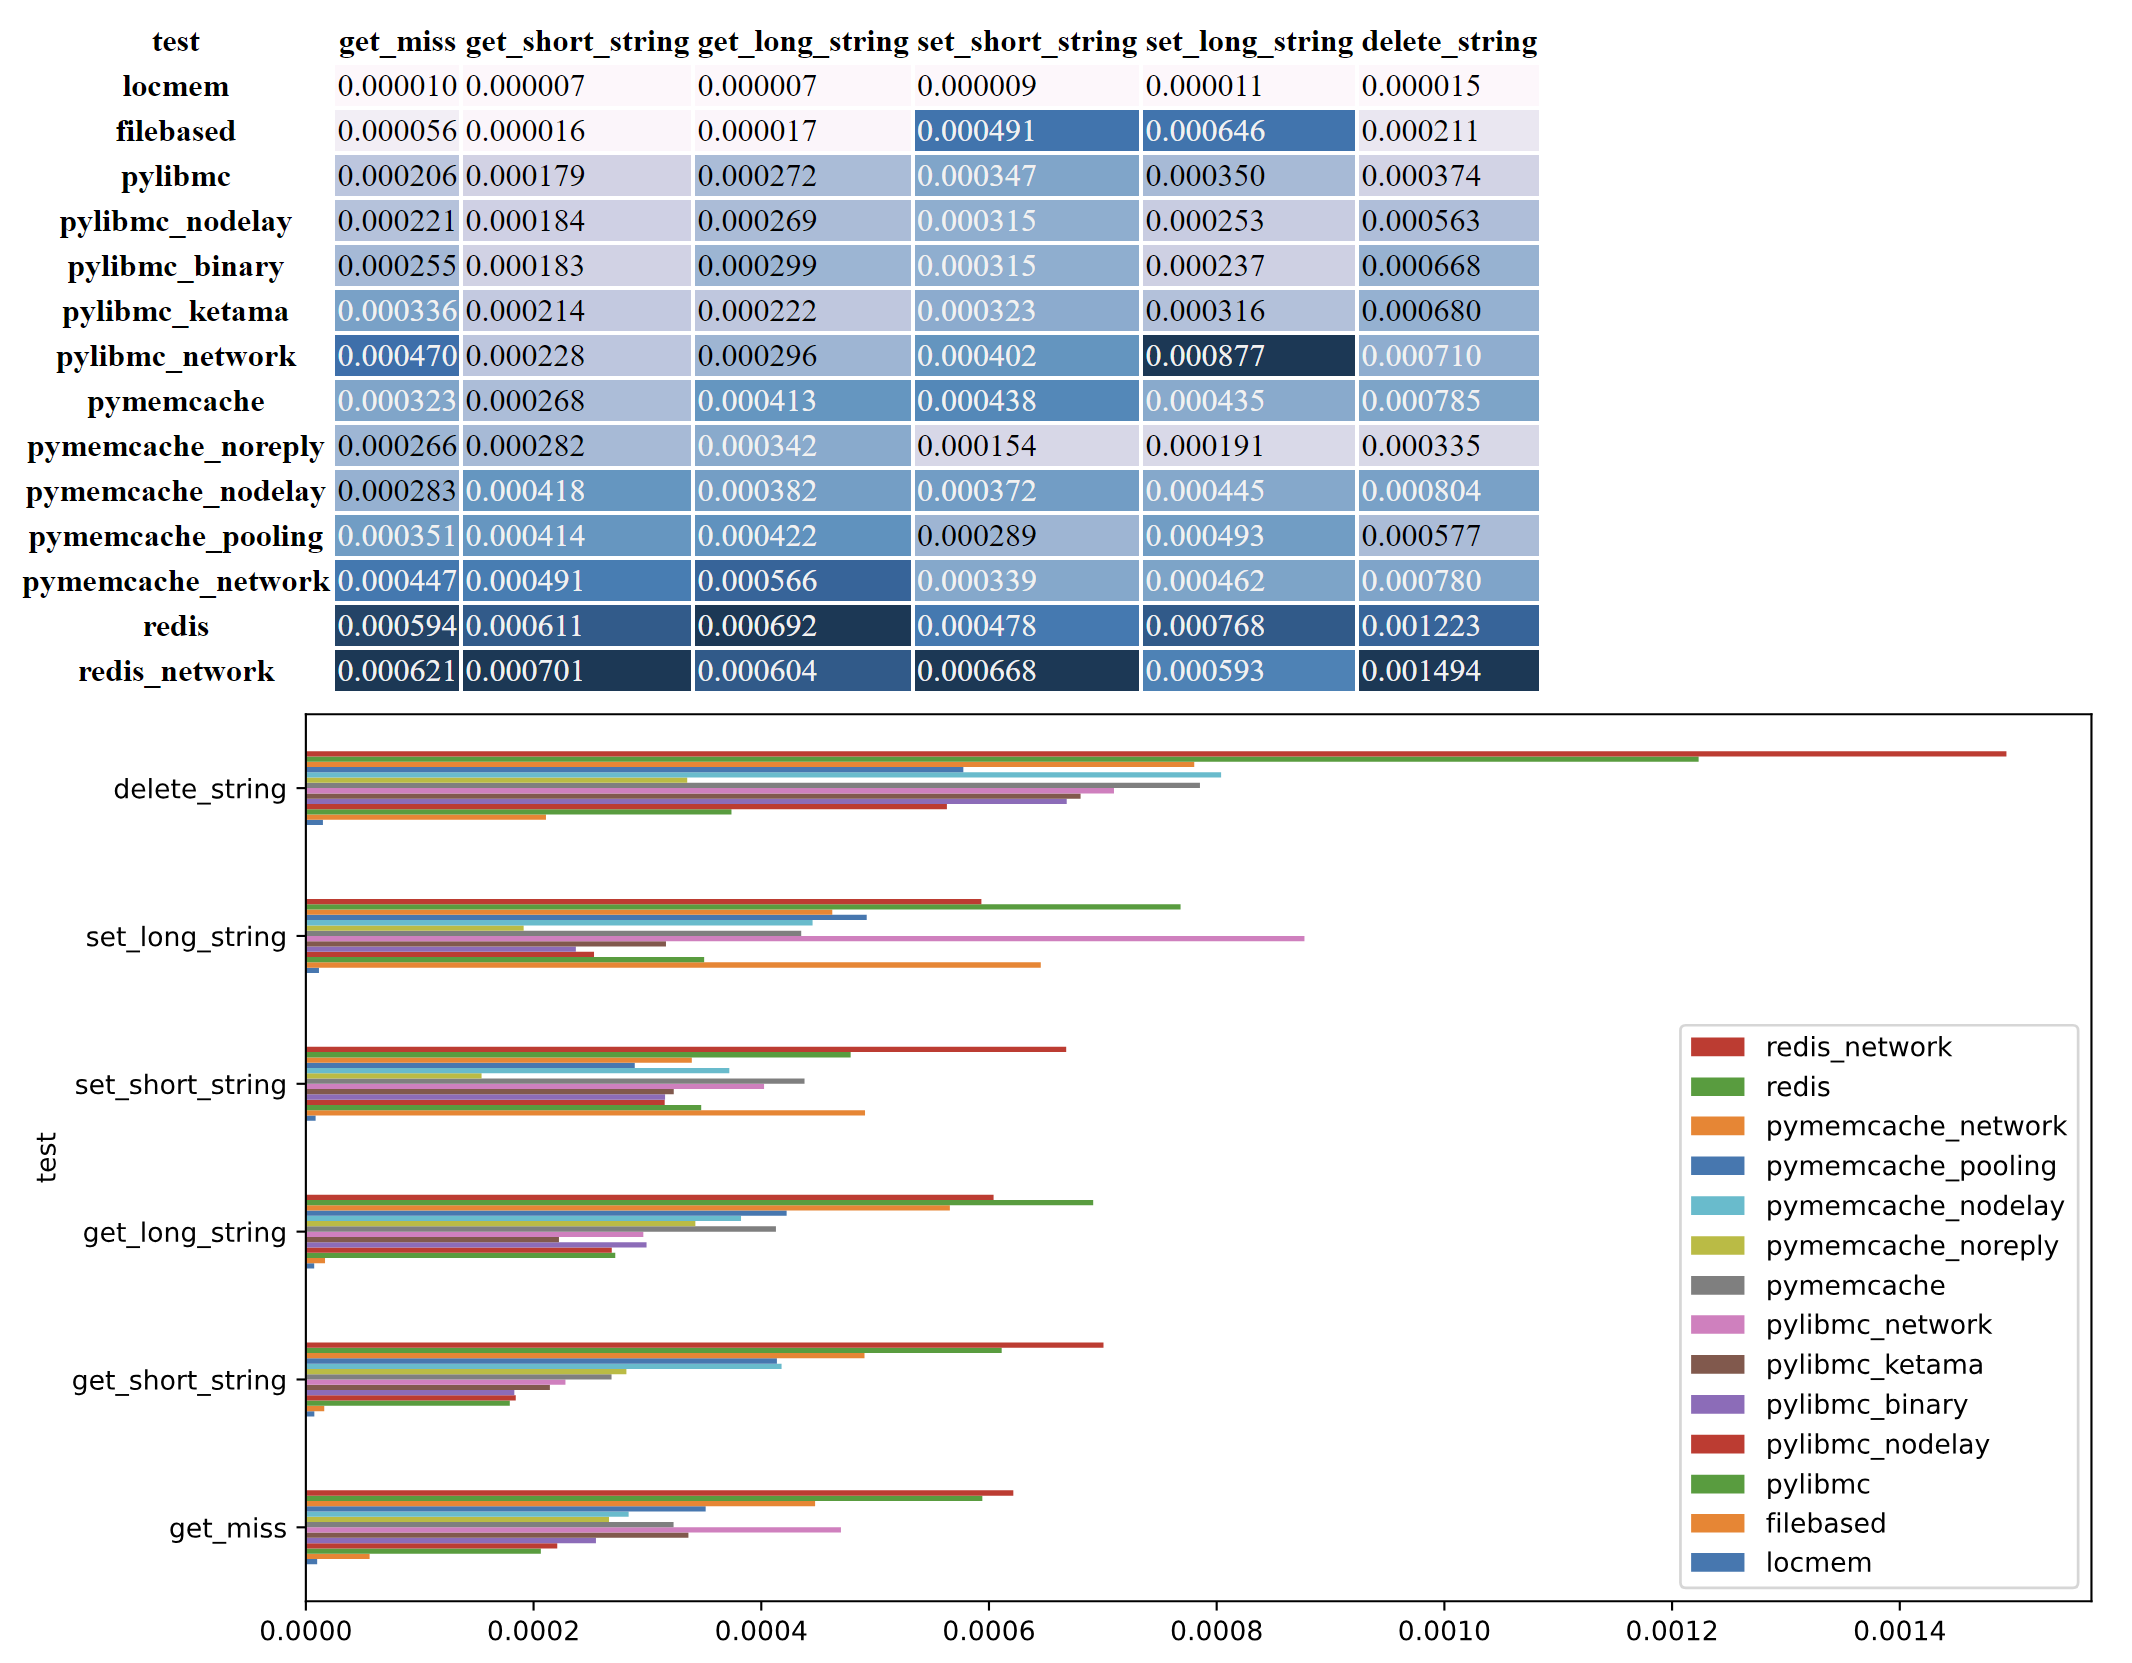 test get_miss get_short_string get_long_string set_short_string set_long_string delete_string
locmem 0.000010 0.000007 0.000007 0.000009 0.000011 0.000015
filebased 0.000056 0.000016 0.000017 0.000491 0.000646 0.000211
pylibmc 0.000206 0.000179 0.000272 0.000347 0.000350 0.000374
pylibmc_nodelay 0.000221 0.000184 0.000269 0.000315 0.000253 0.000563
pylibmc_binary 0.000255 0.000183 0.000299 0.000315 0.000237 0.000668
pylibmc_ketama 0.000336 0.000214 0.000222 0.000323 0.000316 0.000680
pylibmc_network 0.000470 0.000228 0.000296 0.000402 0.000877 0.000710
pymemcache 0.000323 0.000268 0.000413 0.000438 0.000435 0.000785
pymemcache_noreply 0.000266 0.000282 0.000342 0.000154 0.000191 0.000335
pymemcache_nodelay 0.000283 0.000418 0.000382 0.000372 0.000445 0.000804
pymemcache_pooling 0.000351 0.000414 0.000422 0.000289 0.000493 0.000577
pymemcache_network 0.000447 0.000491 0.000566 0.000339 0.000462 0.000780
redis 0.000594 0.000611 0.000692 0.000478 0.000768 0.001223
redis_network 0.000621 0.000701 0.000604 0.000668 0.000593 0.001494
delete_string
set_long_string
set_short_string
get_long_string
get_short_string
get_miss
test
redis_network
redis
pymemcache_network
pymemcache_pooling
pymemcache_nodelay
pymemcache_noreply
pymemcache
pylibmc_network
pylibmc_ketama
pylibmc_binary
pylibmc_nodelay
pylibmc
filebased
locmem
0.0000 0.0002 0.0004 0.0006 0.0008 0.0010 0.0012 0.0014